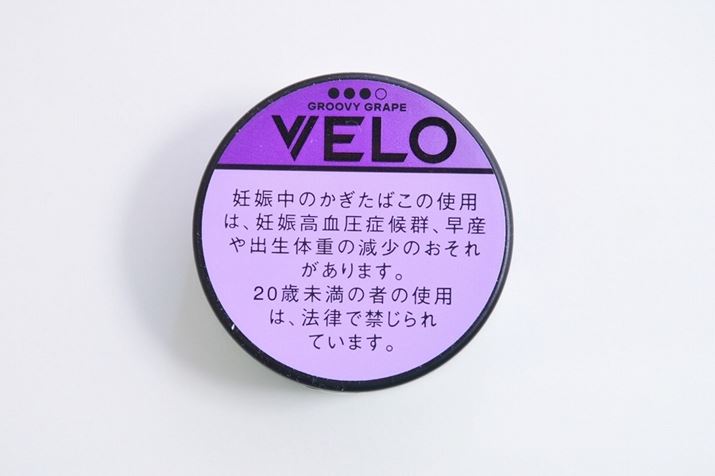 GROOVY GRAPE
VELO
妊娠中のかぎたばこの使用
は、妊娠高血圧症候群、早産
や出生体重の減少のおそれ
があります。
20歳未満の者の使用
は、法律で禁じられ
ています。